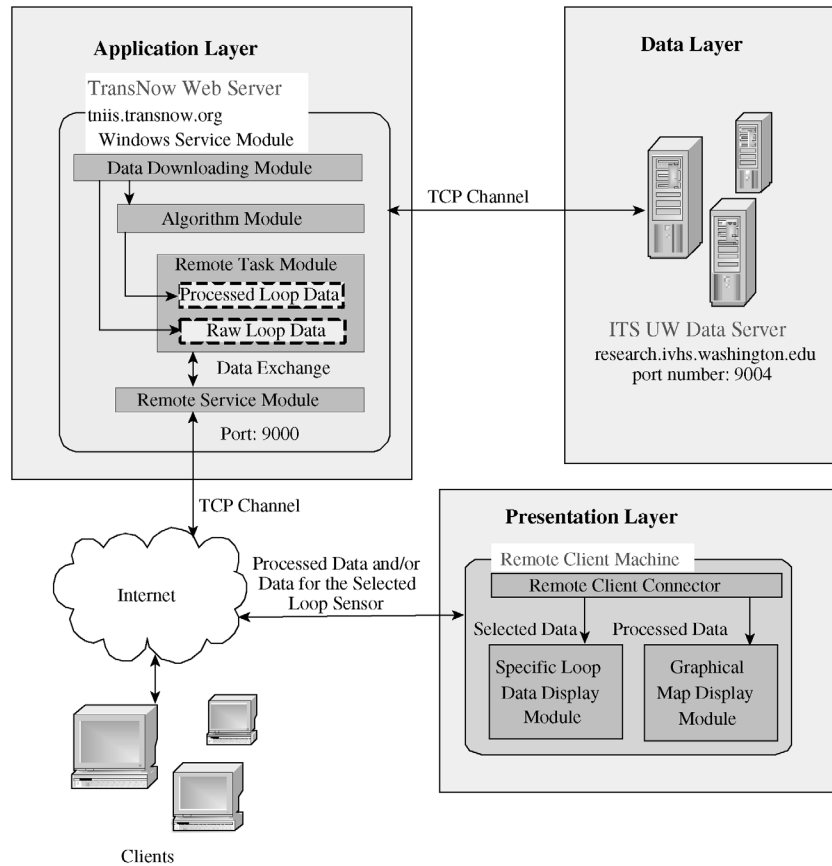 Application Layer
TransNow Web Server
tniis.transnow.org
Windows Service Module
Data Downloading Module
Algorithm Module
Remote Task Module
Processed Loop Data
Raw Loop Data
Data Exchange
Remote Service Module
Port: 9000
TCP Channel
Data Layer
ITS UW Data Server
research.ivhs.washington.edu
port number: 9004
TCP Channel
Internet
Processed Data and/or
Data for the Selected
Loop Sensor
Presentation Layer
Remote Client Machine
Remote Client Connector
Selected Data
Processed Data
Specific Loop
Data Display
Module
Graphical
Map Display
Module
Clients